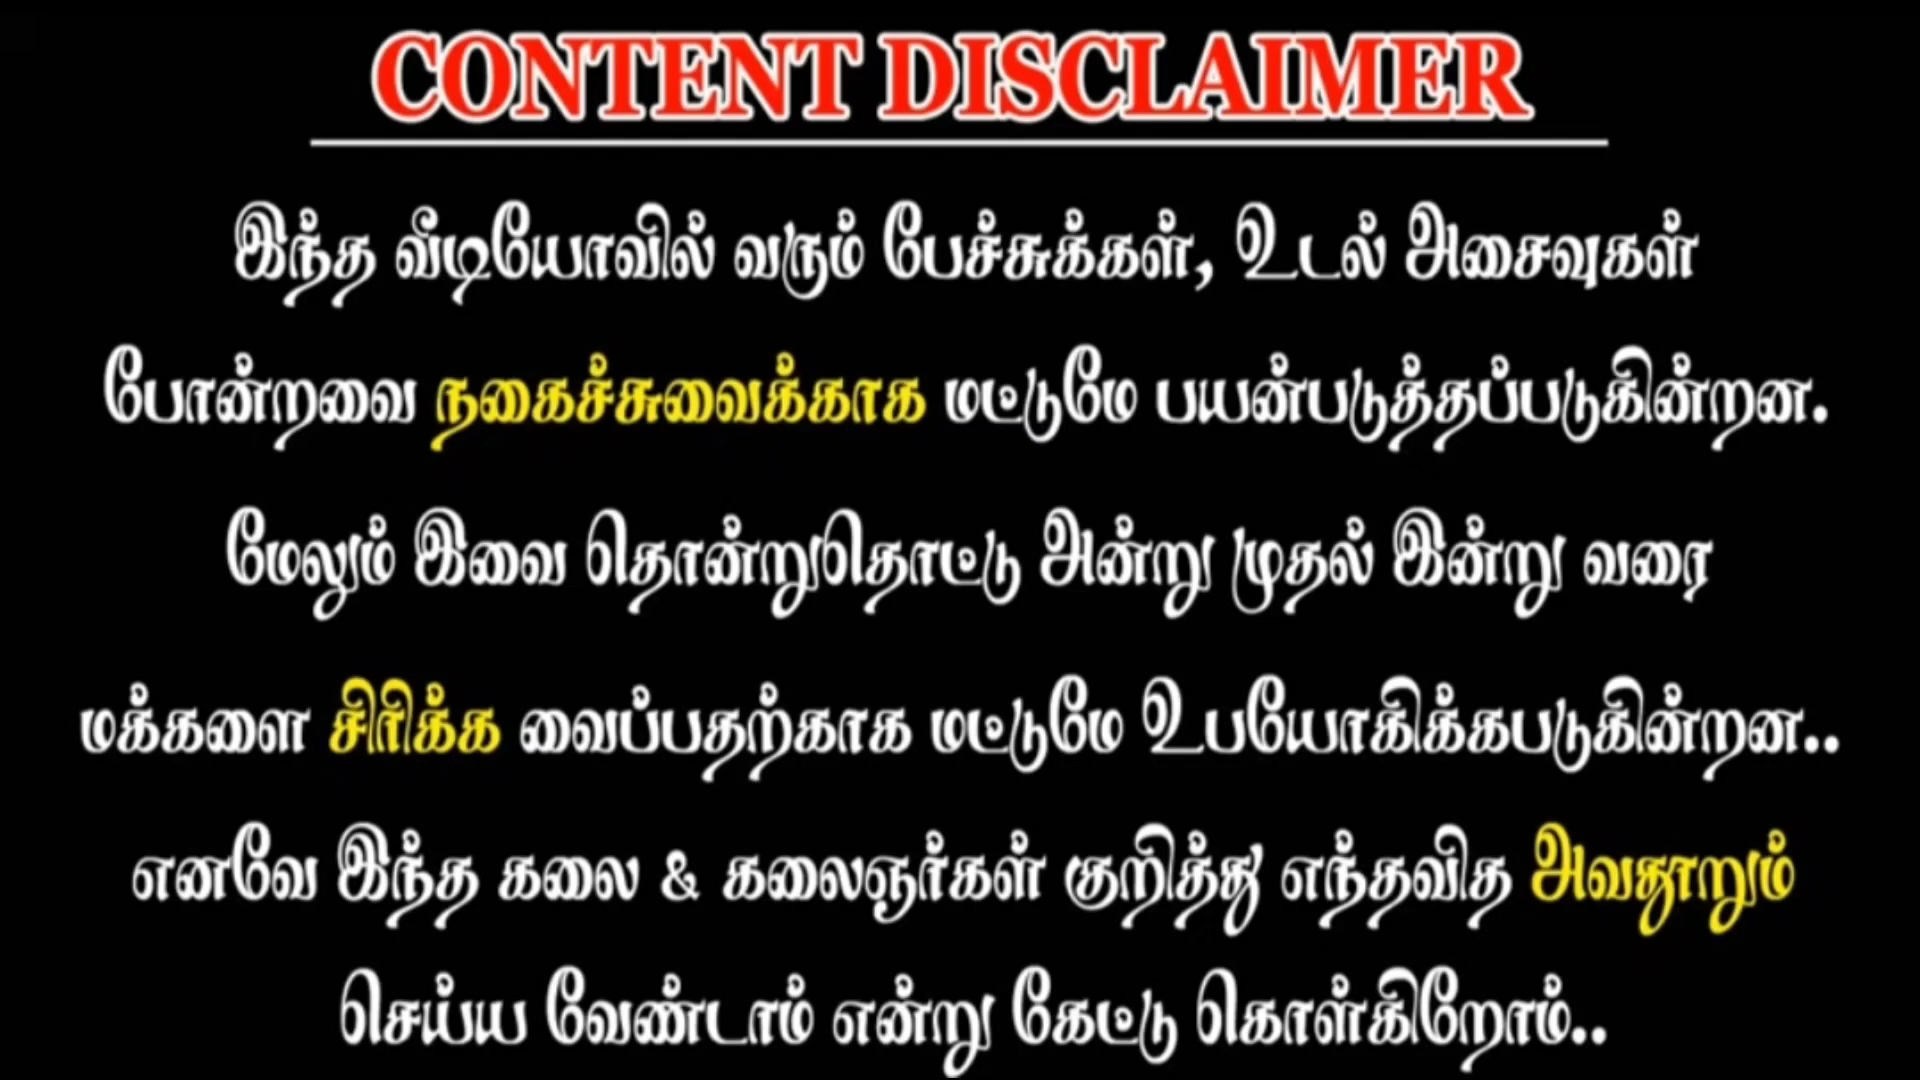 CONTENT DISCLAIMER
இந்த வீடியோவில் வரும் பேச்சுக்கள், உடல் அசைவுகள்
போன்றவை நகைச்சுவைக்காக மட்டுமே பயன்படுத்தப்படுகின்றன.
மேலும் இவை தொன்றுதொட்டு அன்று முதல் இன்று வரை
மக்களை சிரிக்க வைப்பதற்காக மட்டுமே உபயோகிக்கபடுகின்றன..
எனவே இந்த கலை & கலைஞர்கள் குறித்து எந்தவித அவதூறும்
செய்ய வேண்டாம் என்று கேட்டு கொள்கிறோம்..